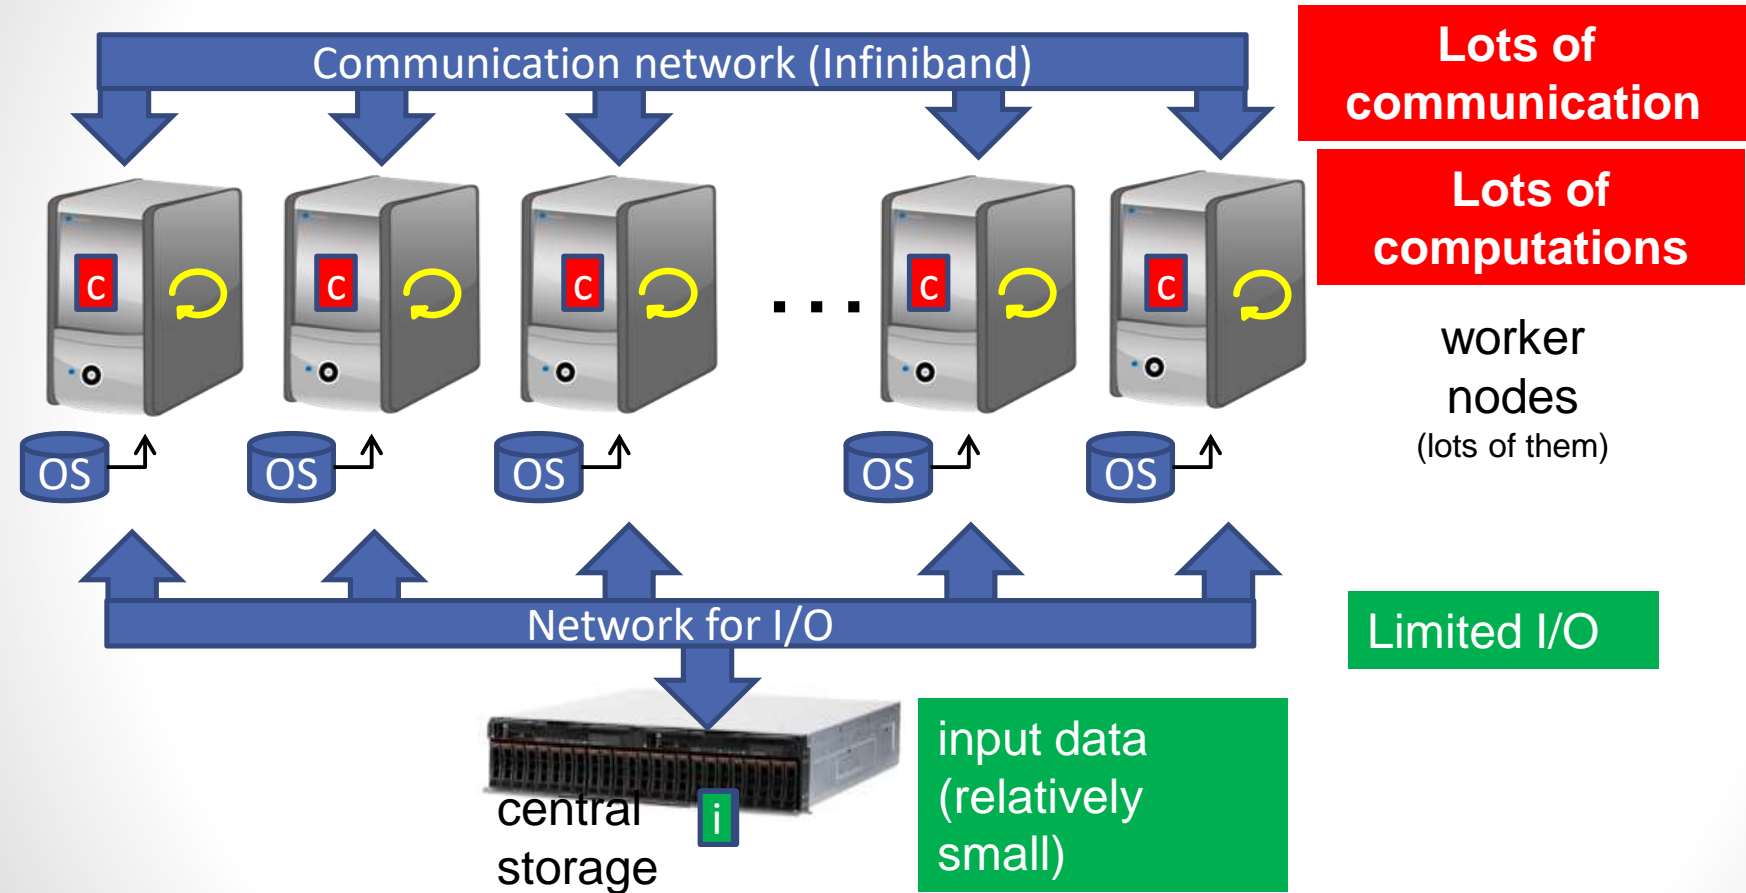 Communication network (Infiniband)
Lots of
communication
Lots of
computations
C
C
C
. . .
C
C
worker
nodes
(lots of them)
OS
OS
OS
OS
OS
Network for I/O
Limited I/O
input data
(relatively
small)
central
storage
i